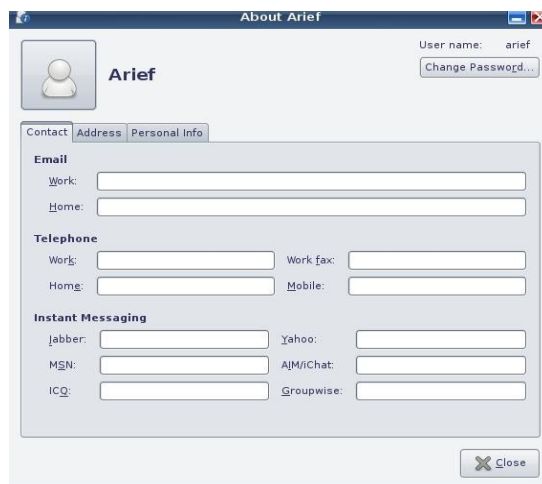 About Arief
User name: arief
Change Password...
Arief
Contact Address Personal Info
Email
Work:
Home:
Telephone
Work: Work fax:
Home: Mobile:
Instant Messaging
Jabber: Yahoo:
MSN: AIM/iChat:
ICQ: Groupwise:
Close